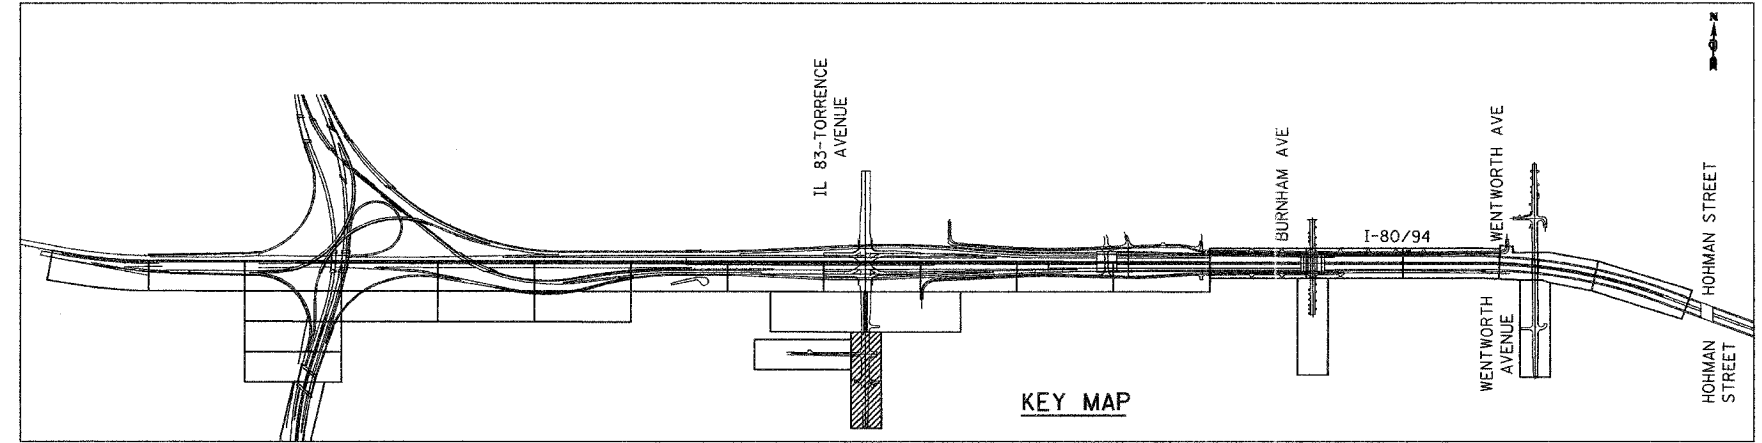 N
IL 83-TORRENCE
AVENUE
BURNHAM AVE
I-80/94
WENTWORTH AVE
HOHMAN STREET
WENTWORTH
AVENUE
HOHMAN
STREET
KEY MAP